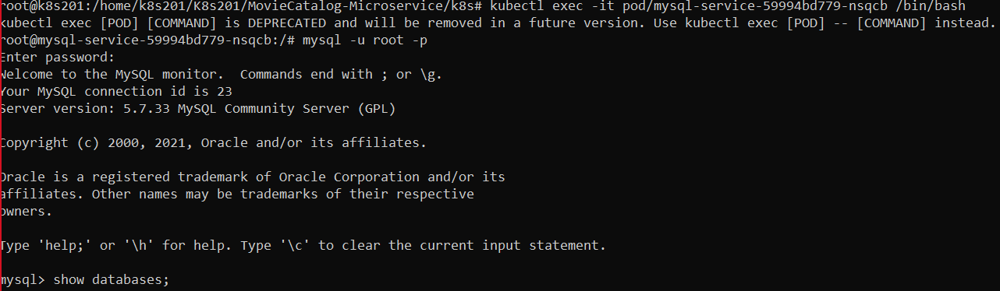 root@k8s201:/home/k8s201/K8s201/MovieCatalog-Microservice/k8s# kubectl exec -it pod/mysql-service-59994bd779-nsqcb /bin/bash
kubectl exec [POD] [COMMAND] is DEPRECATED and will be removed in a future version. Use kubectl exec [POD] -- [COMMAND] instead.
root@mysql-service-59994bd779-nsqcb:/# mysql -u root -p
Enter password:
Welcome to the MySQL monitor.  Commands end with ; or \g.
Your MySQL connection id is 23
Server version: 5.7.33 MySQL Community Server (GPL)
Copyright (c) 2000, 2021, Oracle and/or its affiliates.
Oracle is a registered trademark of Oracle Corporation and/or its
affiliates. Other names may be trademarks of their respective
owners.
Type 'help;' or '\h' for help. Type '\c' to clear the current input statement.
mysql> show databases;